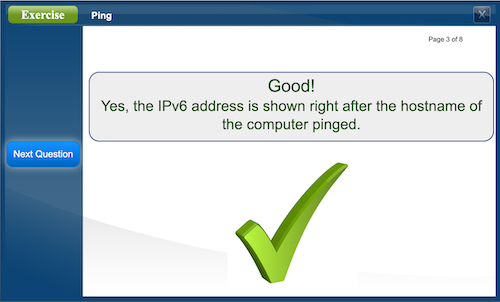 Exercise
Ping
Page 3 of 8
Good!
Yes, the IPv6 address is shown right after the hostname of
the computer pinged.
Next Question